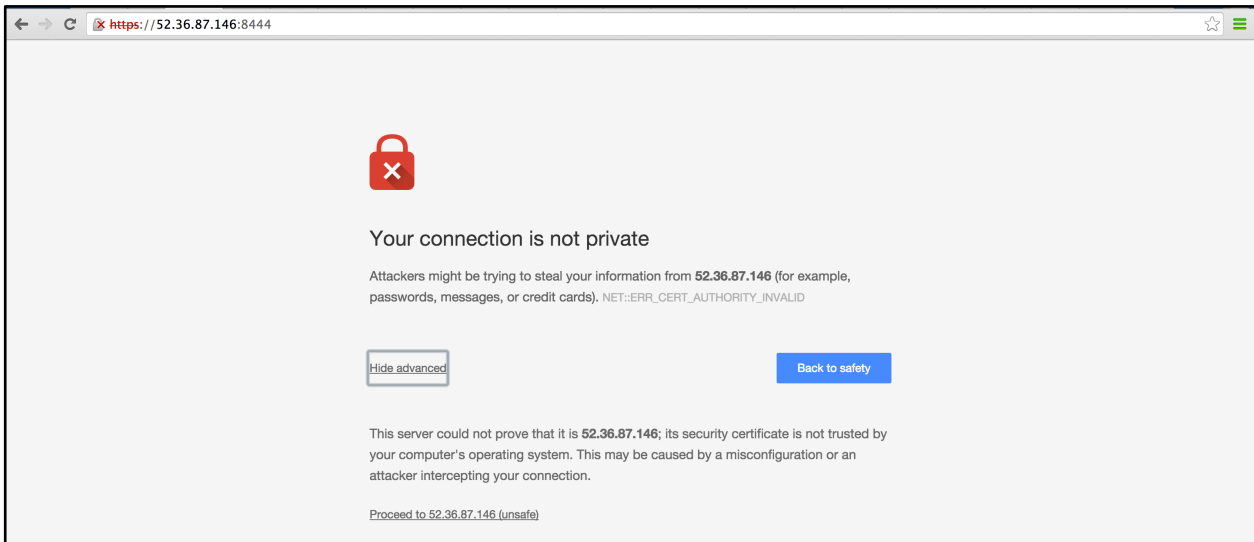 https://52.36.87.146:8444
Your connection is not private
Attackers might be trying to steal your information from 52.36.87.146 (for example,
passwords, messages, or credit cards). NET::ERR_CERT_AUTHORITY_INVALID
Hide advanced
Back to safety
This server could not prove that it is 52.36.87.146; its security certificate is not trusted by
your computer's operating system. This may be caused by a misconfiguration or an
attacker intercepting your connection.
Proceed to 52.36.87.146 (unsafe)